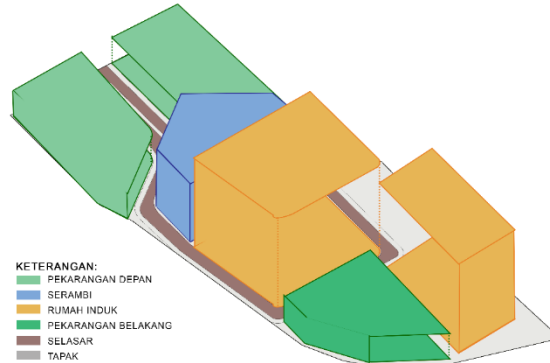 KETERANGAN:
PEKARANGAN DEPAN
SERAMBI
RUMAH INDUK
PEKARANGAN BELAKANG
SELASAR
TAPAK